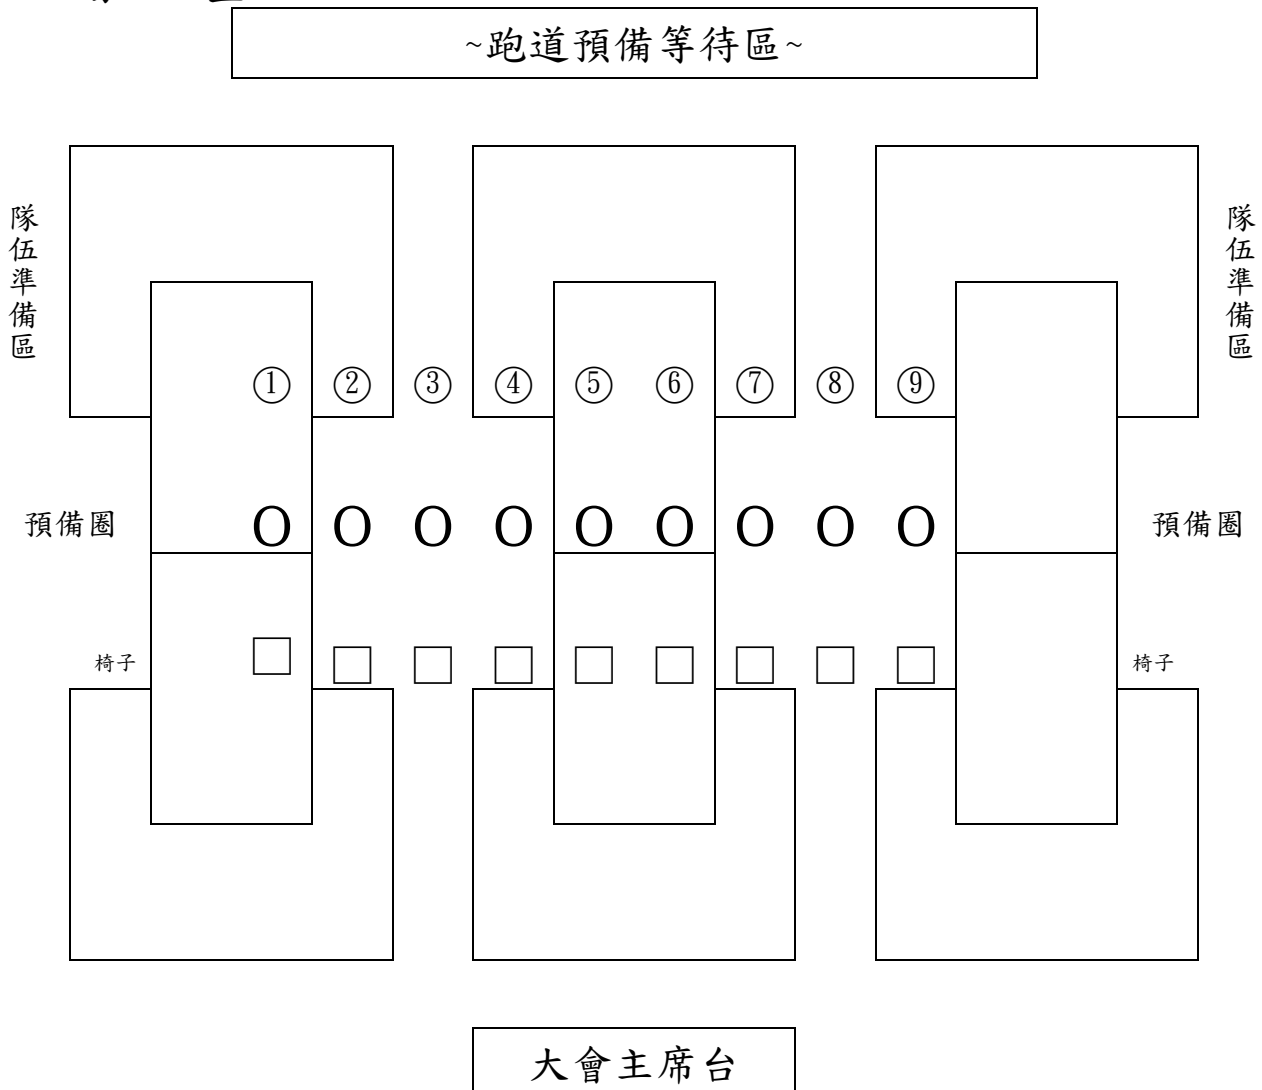 ~跑道預備等待區~
隊伍準備區
隊伍準備區
① ② ③ ④ ⑤ ⑥ ⑦ ⑧ ⑨
預備圈 O O O O O O O O O 預備圈
椅子 □ □ □ □ □ □ □ □ □ 椅子
大會主席台